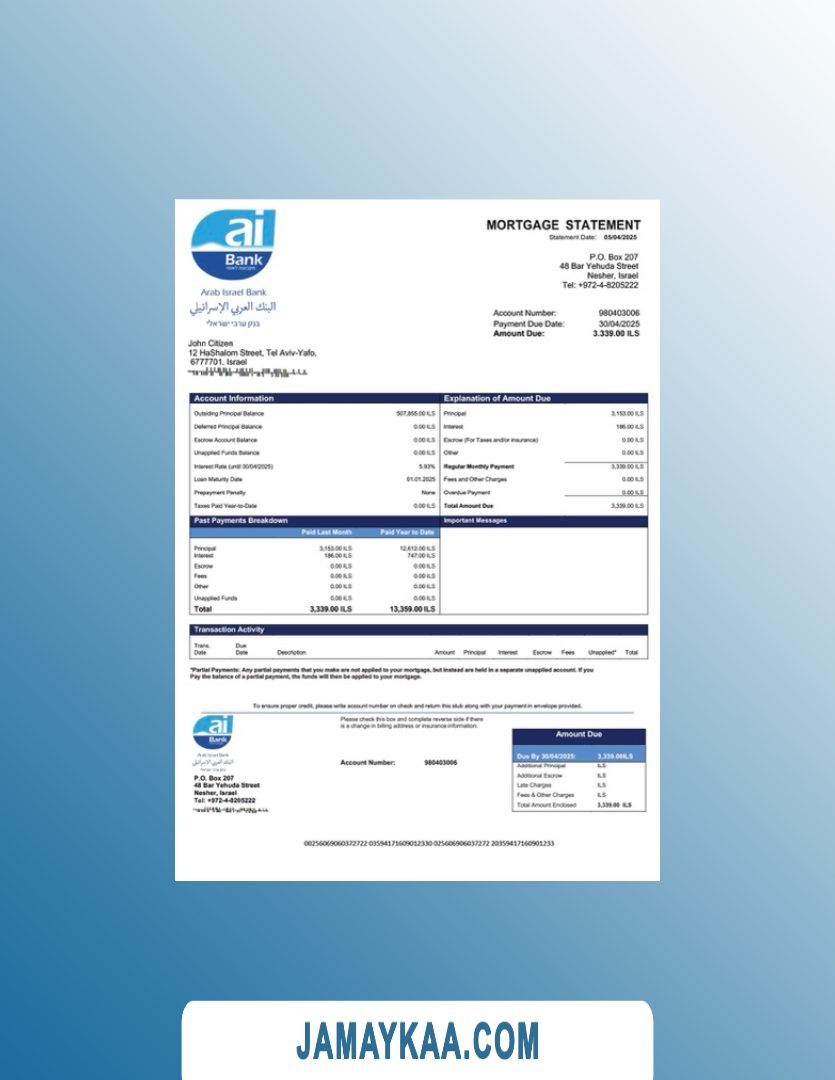 ai
Bank
מקבוצת לאומי
Arab Israel Bank
البنك العربي الإسرائيلي
בנק ערבי ישראלי
MORTGAGE STATEMENT
Statement Date: 05/04/2025
P.O. Box 207
48 Bar Yehuda Street
Nesher, Israel
Tel: +972-4-8205222
Account Number: 980403006
Payment Due Date: 30/04/2025
Amount Due: 3.339.00 ILS
John Citizen
12 HaShalom Street, Tel Aviv-Yafo,
6777701, Israel
Account Information
Outsiding Principal Balance 507,855.00 ILS
Deferred Principal Balance 0.00 ILS
Escrow Account Balance 0.00 ILS
Unapplied Funds Balance 0.00 ILS
Interest Rate (until 30/04/2025) 5.93%
Loan Maturity Date 01.01.2025
Prepayment Penalty None
Taxes Paid Year-to-Date 0.00 ILS
Explanation of Amount Due
Principal 3,153.00 ILS
Interest 186.00 ILS
Escrow (For Taxes and/or insurance) 0.00 ILS
Other 0.00 ILS
Regular Monthly Payment 3,339.00 ILS
Fees and Other Charges 0.00 ILS
Overdue Payment 0.00 ILS
Total Amount Due 3,339.00 ILS
Past Payments Breakdown
Paid Last Month Paid Year to Date
Principal 3,153.00 ILS 12,612.00 ILS
Interest 186.00 ILS 747.00 ILS
Escrow 0.00 ILS 0.00 ILS
Fees 0.00 ILS 0.00 ILS
Other 0.00 ILS 0.00 ILS
Unapplied Funds 0.00 ILS 0.00 ILS
Total 3,339.00 ILS 13,359.00 ILS
Important Messages
Transaction Activity
Trans. Date Due Date Description Amount Principal Interest Escrow Fees Unapplied* Total
*Partial Payments: Any partial payments that you make are not applied to your mortgage, but instead are held in a separate unapplied account. If you
Pay the balance of a partial payment, the funds will then be applied to your mortgage.
To ensure proper credit, please write account number on check and return this stub along with your payment in envelope provided.
ai
Bank
Arab Israel Bank
البنك العربي الإسرائيلي
P.O. Box 207
48 Bar Yehuda Street
Nesher, Israel
Tel: +972-4-8205222
Please check this box and complete reverse side if there
is a change in billing address or insurance information:
Account Number: 980403006
Amount Due
Due By 30/04/2025: 3,339.00ILS
Additional Principal ILS
Additional Escrow ILS
Late Charges ILS
Fees & Other Charges ILS
Total Amount Enclosed 3,339.00 ILS
00256069060372722 03594171609012330 025606906037272 20359417160901233
JAMAYKAA.COM